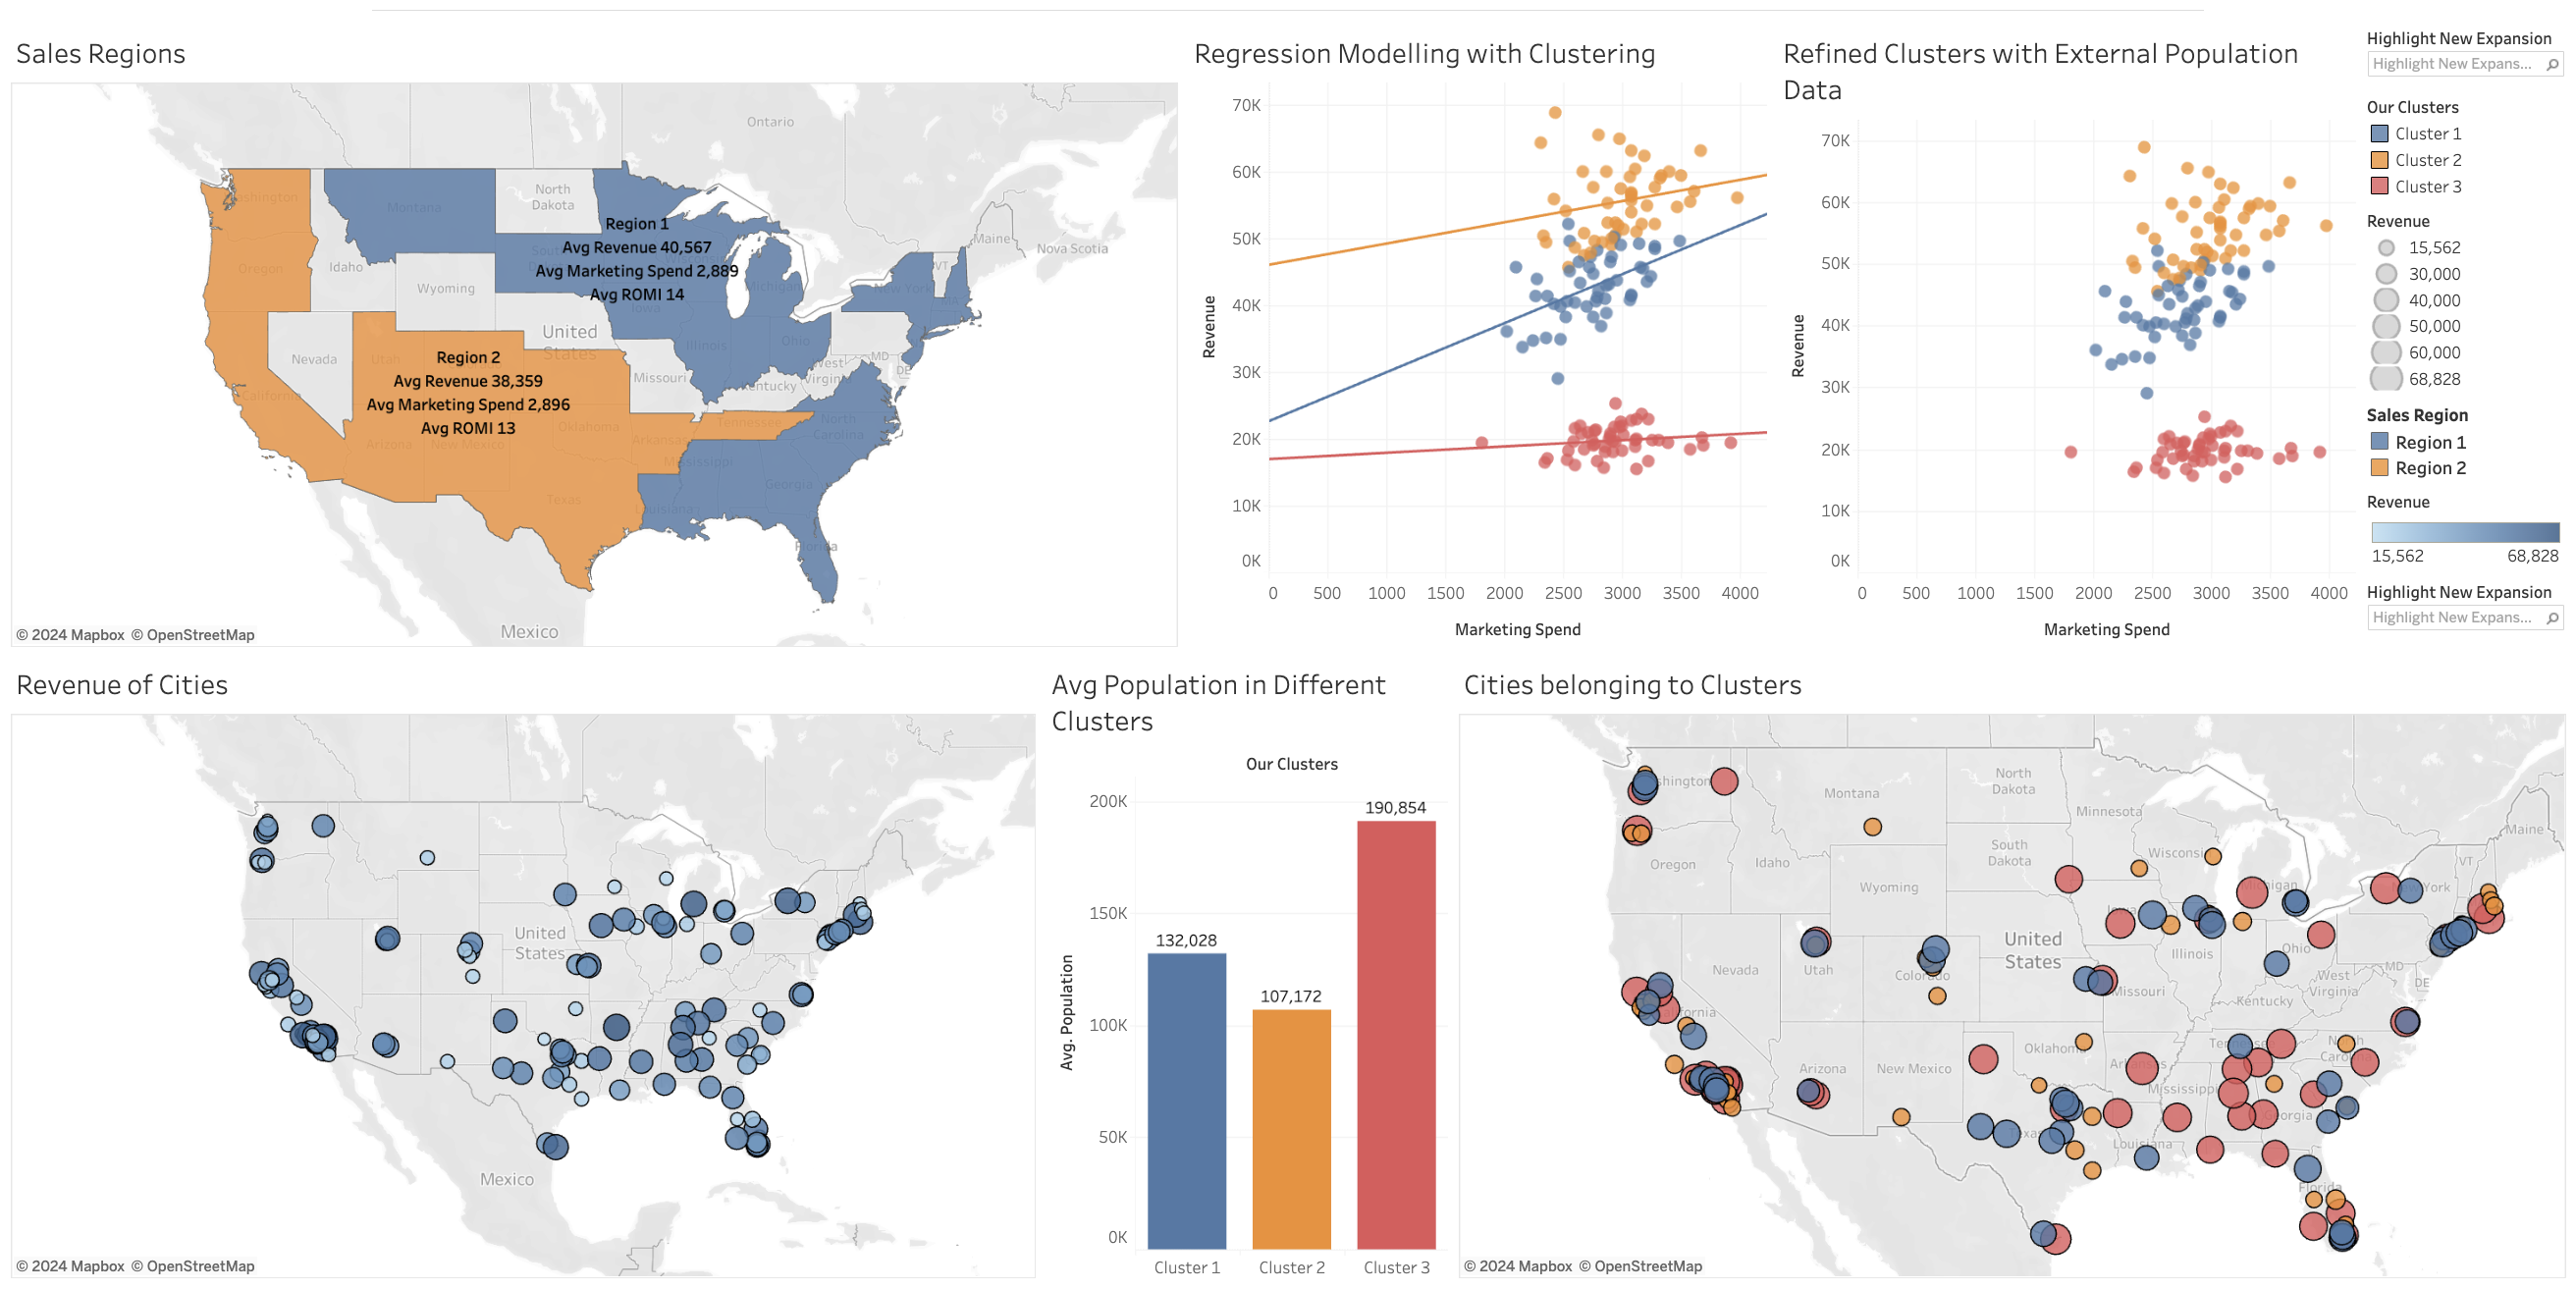 Sales Regions
Ontario
Washington
Montana
North
Dakota
Maine
Nova Scotia
Region 1
Avg Revenue 40,567
Avg Marketing Spend 2,889
Avg ROMI 14
Oregon
Idaho
Wyoming
Michigan
New York
VT
Iowa
United
States
Nevada
Utah
Illinois
Ohio
MD
DE
West
Virginia
Region 2
Avg Revenue 38,359
Avg Marketing Spend 2,896
Avg ROMI 13
Missouri
Kentucky
California
Arizona
New Mexico
Oklahoma
Arkansas
Tennessee
North
Carolina
Mississippi
Georgia
Texas
Louisiana
Florida
Mexico
© 2024 Mapbox © OpenStreetMap
Regression Modelling with Clustering
70K
60K
50K
40K
30K
20K
10K
0K
Revenue
0 500 1000 1500 2000 2500 3000 3500 4000
Marketing Spend
Refined Clusters with External Population
Data
70K
60K
50K
40K
30K
20K
10K
0K
Revenue
0 500 1000 1500 2000 2500 3000 3500 4000
Marketing Spend
Highlight New Expansion
Highlight New Expans...
Our Clusters
Cluster 1
Cluster 2
Cluster 3
Revenue
15,562
30,000
40,000
50,000
60,000
68,828
Sales Region
Region 1
Region 2
Revenue
15,562 68,828
Highlight New Expansion
Highlight New Expans...
Revenue of Cities
United
States
Mexico
© 2024 Mapbox © OpenStreetMap
Avg Population in Different
Clusters
Our Clusters
200K
150K
100K
50K
0K
Avg. Population
132,028
107,172
190,854
Cluster 1 Cluster 2 Cluster 3
Cities belonging to Clusters
shington
Montana
North
Dakota
Minnesota
Maine
Oregon
Idaho
South
Dakota
Wisconsi
VT
Wyoming
higan
New York
Iowa
United
States
Nevada
Utah
Colorado
Illinois
Ohio
MD
DE
West
Virginia
Missouri
Kentucky
ifornia
Arizona
New Mexico
Oklahoma
Tennessee
Mississippi
Georgia
Texas
Louisiana
Florida
© 2024 Mapbox © OpenStreetMap